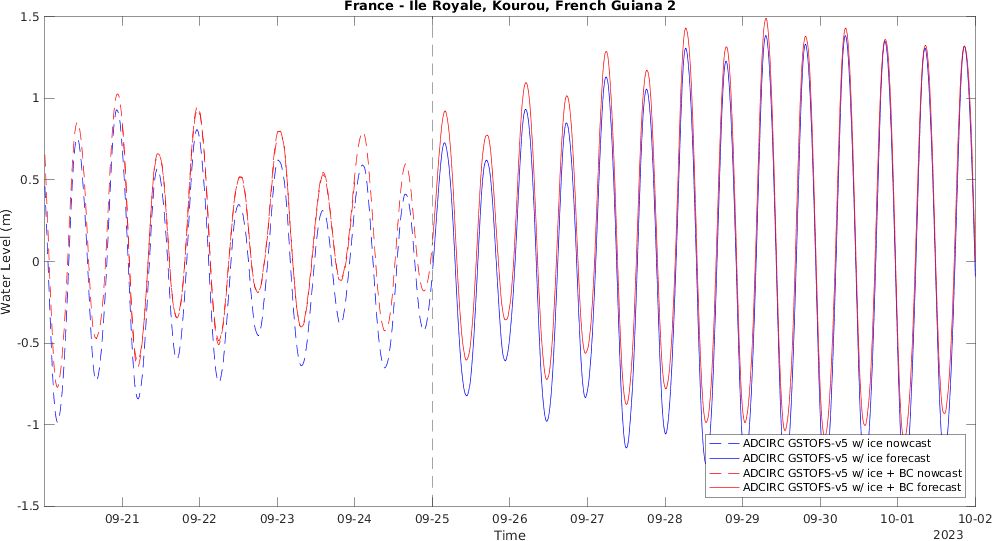 France - Ile Royale, Kourou, French Guiana 2
1.5
1
0.5
0
-0.5
-1
-1.5
Water Level (m)
ADCIRC GSTOFS-v5 w/ ice nowcast
ADCIRC GSTOFS-v5 w/ ice forecast
ADCIRC GSTOFS-v5 w/ ice + BC nowcast
ADCIRC GSTOFS-v5 w/ ice + BC forecast
09-21 09-22 09-23 09-24 09-25 09-26 09-27 09-28 09-29 09-30 10-01 10-02
Time
2023